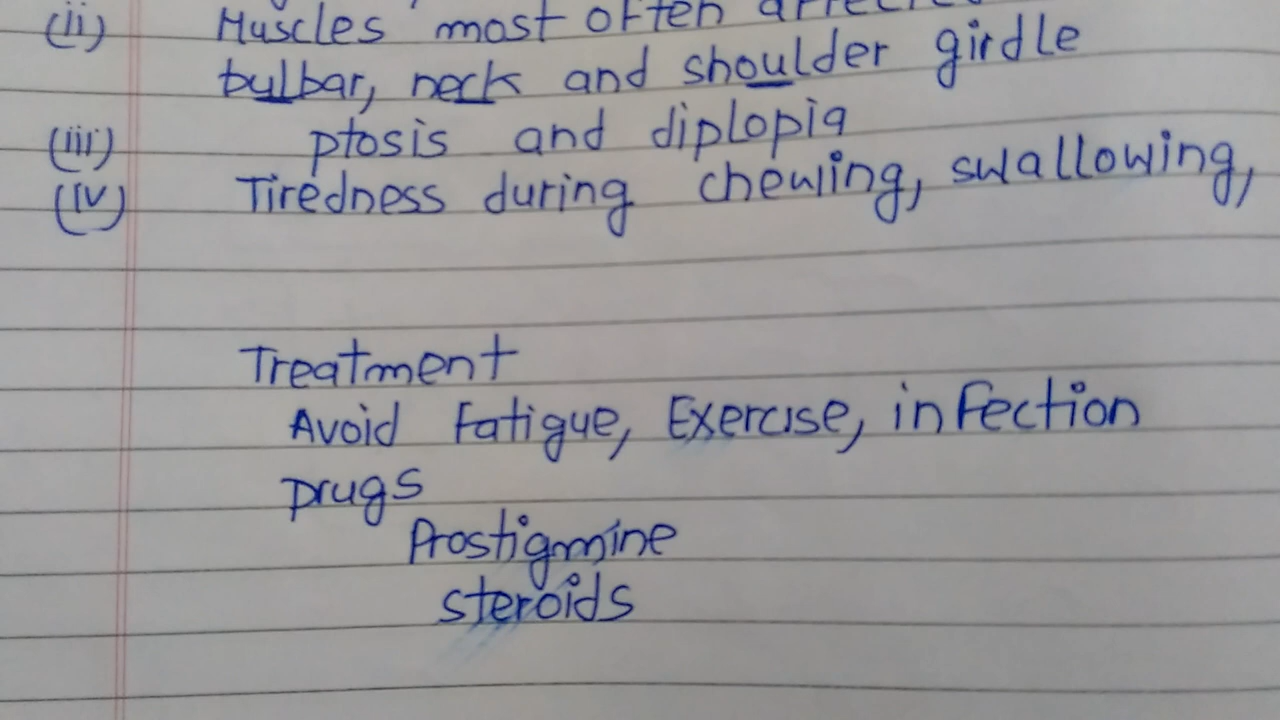 (ii) Muscles most often affected
bulbar, neck and shoulder girdle
(iii) ptosis and diplopia
(iv) Tiredness during chewing, swallowing,
Treatment
Avoid Fatigue, Exercise, infection
Drugs
Prostigmine
steroids